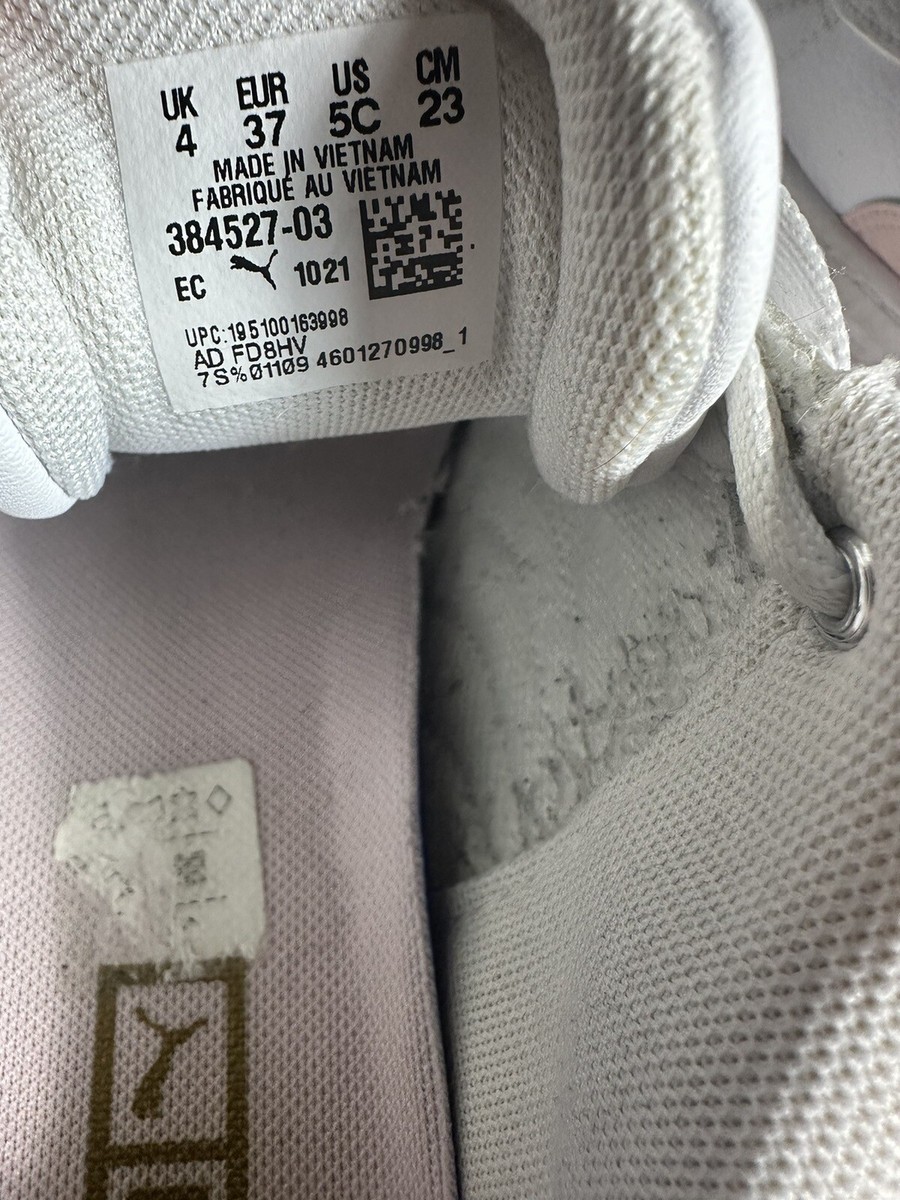 UK EUR US CM
4 37 5C 23
MADE IN VIETNAM
FABRIQUÉ AU VIETNAM
384527-03
EC 1021
UPC:195100163998
AD FD8HV
7S%01109 4601270998_1